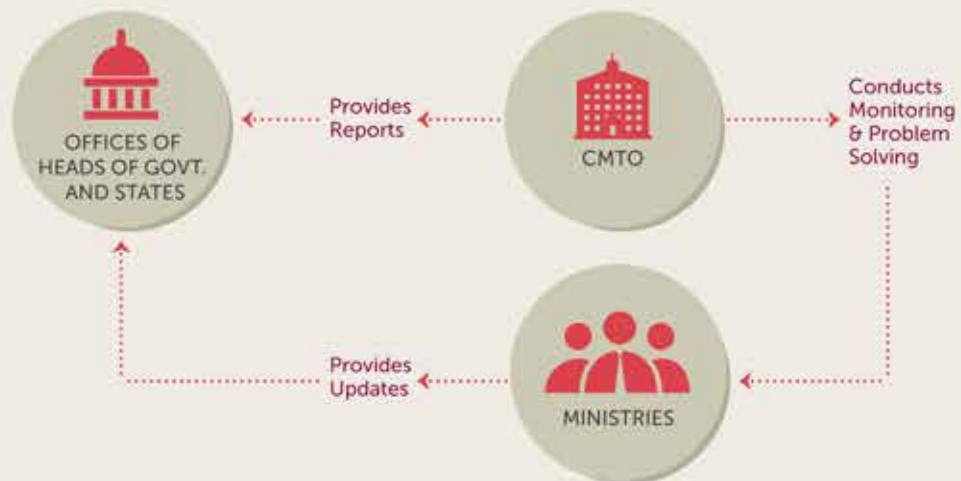 OFFICES OF
HEADS OF GOVT.
AND STATES
Provides
Reports
CMTO
Conducts
Monitoring
& Problem
Solving
Provides
Updates
MINISTRIES